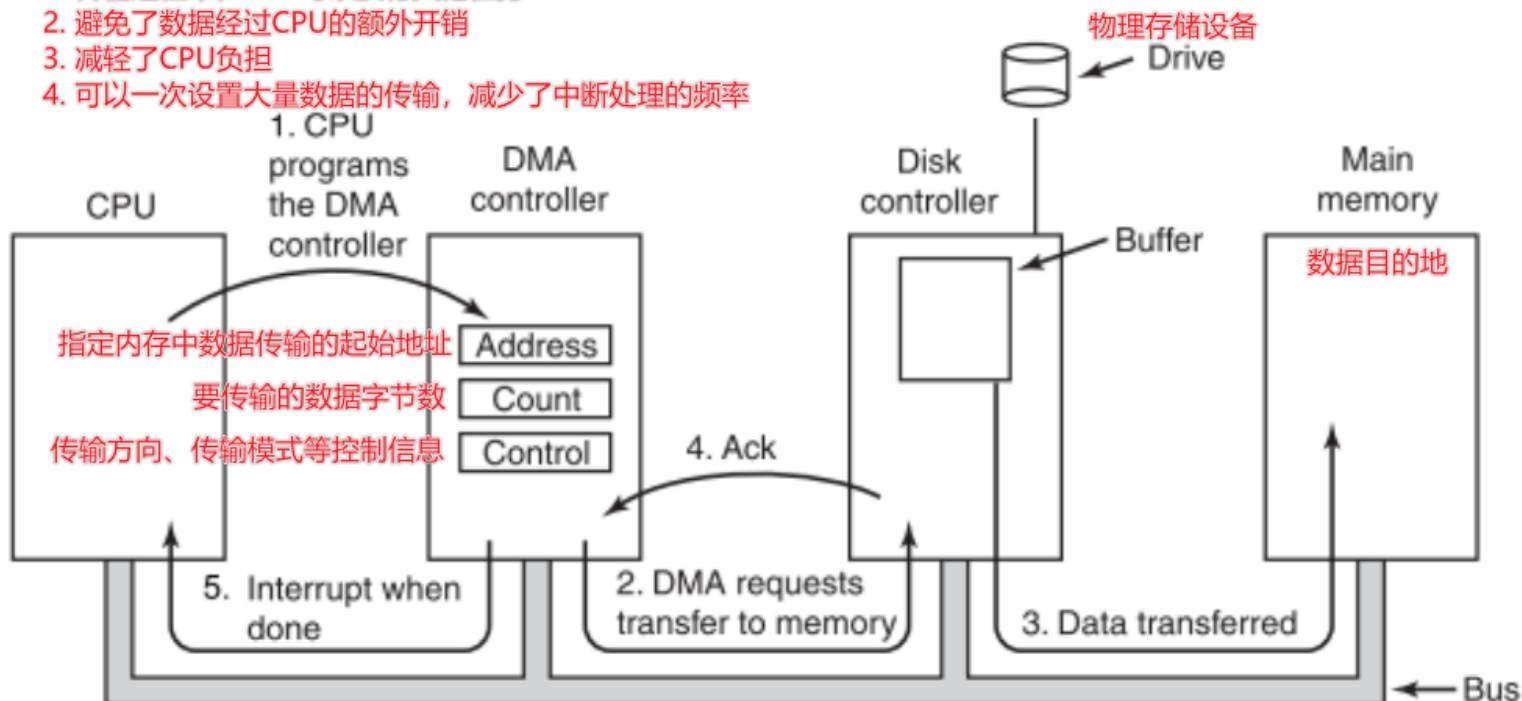 2. 避免了数据经过CPU的额外开销
3. 减轻了CPU负担
4. 可以一次设置大量数据的传输，减少了中断处理的频率
物理存储设备
Drive
1. CPU
programs
the DMA
controller
CPU
DMA
controller
Disk
controller
Main
memory
Buffer
数据目的地
指定内存中数据传输的起始地址
Address
要传输的数据字节数
Count
传输方向、传输模式等控制信息
Control
4. Ack
5. Interrupt when
done
2. DMA requests
transfer to memory
3. Data transferred
Bus